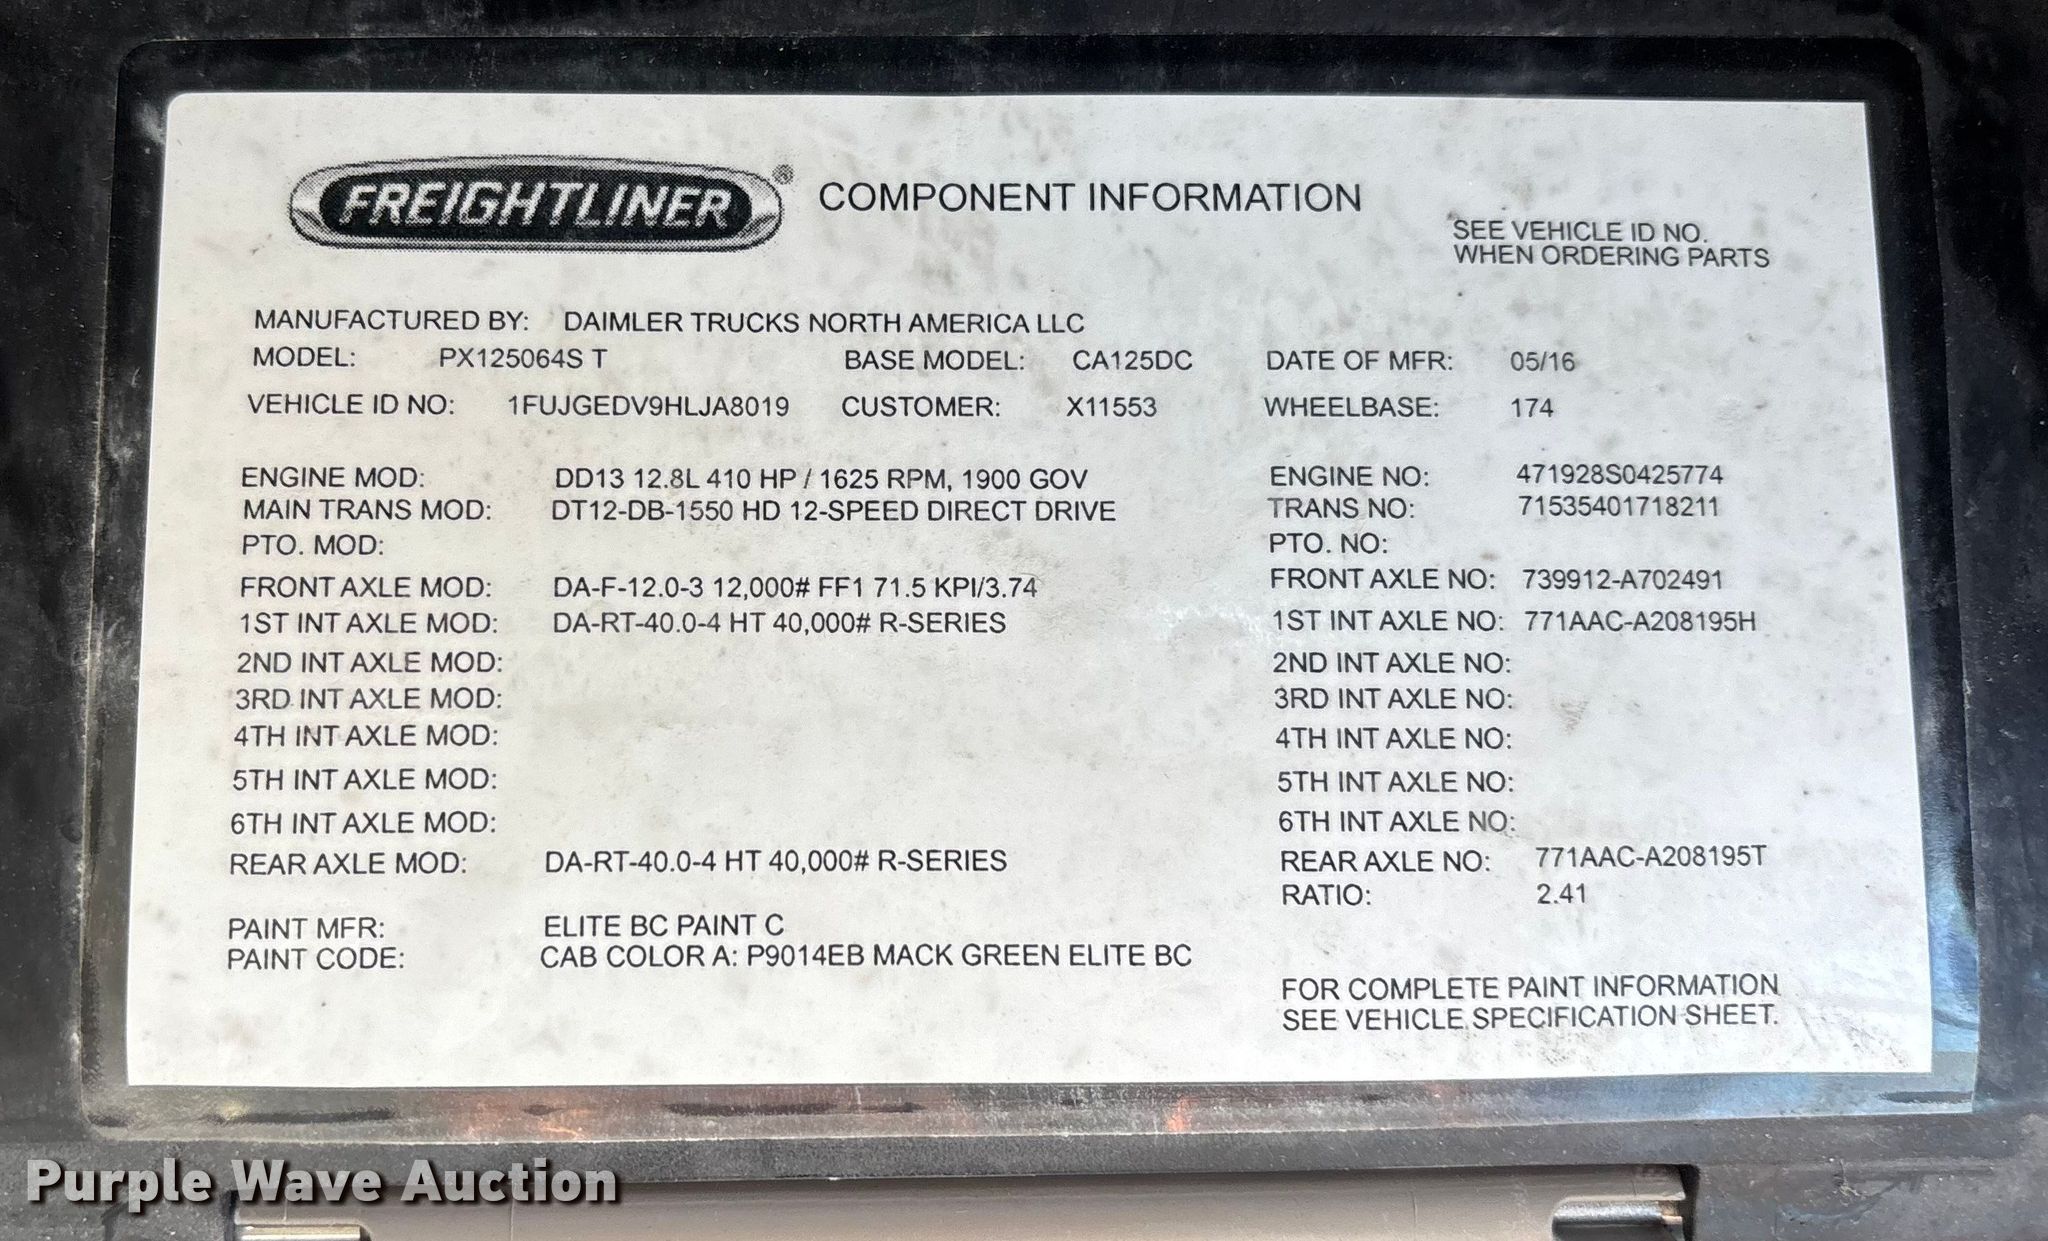 FREIGHTLINER® COMPONENT INFORMATION
SEE VEHICLE ID NO.
WHEN ORDERING PARTS
MANUFACTURED BY: DAIMLER TRUCKS NORTH AMERICA LLC
MODEL: PX125064S T BASE MODEL: CA125DC DATE OF MFR: 05/16
VEHICLE ID NO: 1FUJGEDV9HLJA8019 CUSTOMER: X11553 WHEELBASE: 174
ENGINE MOD: DD13 12.8L 410 HP / 1625 RPM, 1900 GOV ENGINE NO: 471928S0425774
MAIN TRANS MOD: DT12-DB-1550 HD 12-SPEED DIRECT DRIVE TRANS NO: 71535401718211
PTO. MOD: PTO. NO:
FRONT AXLE MOD: DA-F-12.0-3 12,000# FF1 71.5 KPI/3.74 FRONT AXLE NO: 739912-A702491
1ST INT AXLE MOD: DA-RT-40.0-4 HT 40,000# R-SERIES 1ST INT AXLE NO: 771AAC-A208195H
2ND INT AXLE MOD: 2ND INT AXLE NO:
3RD INT AXLE MOD: 3RD INT AXLE NO:
4TH INT AXLE MOD: 4TH INT AXLE NO:
5TH INT AXLE MOD: 5TH INT AXLE NO:
6TH INT AXLE MOD: 6TH INT AXLE NO:
REAR AXLE MOD: DA-RT-40.0-4 HT 40,000# R-SERIES REAR AXLE NO: 771AAC-A208195T
RATIO: 2.41
PAINT MFR: ELITE BC PAINT C
PAINT CODE: CAB COLOR A: P9014EB MACK GREEN ELITE BC
FOR COMPLETE PAINT INFORMATION
SEE VEHICLE SPECIFICATION SHEET.
Purple Wave Auction